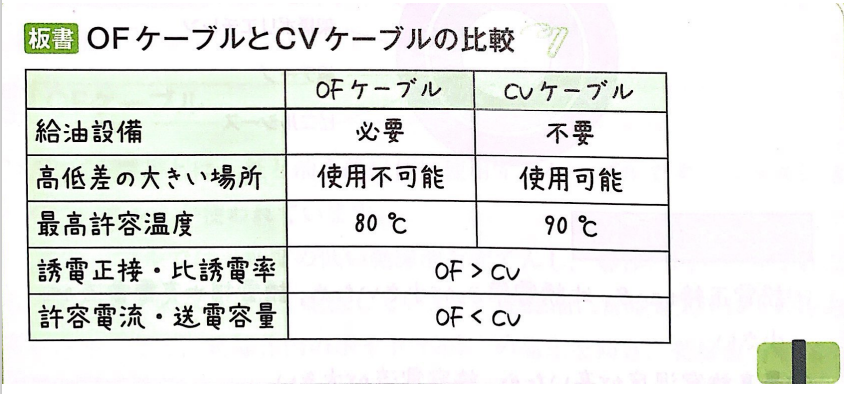 板書 OFケーブルとCVケーブルの比較
OFケーブル CVケーブル
給油設備 必要 不要
高低差の大きい場所 使用不可能 使用可能
最高許容温度 80℃ 90℃
誘電正接・比誘電率 OF>CV
許容電流・送電容量 OF<CV